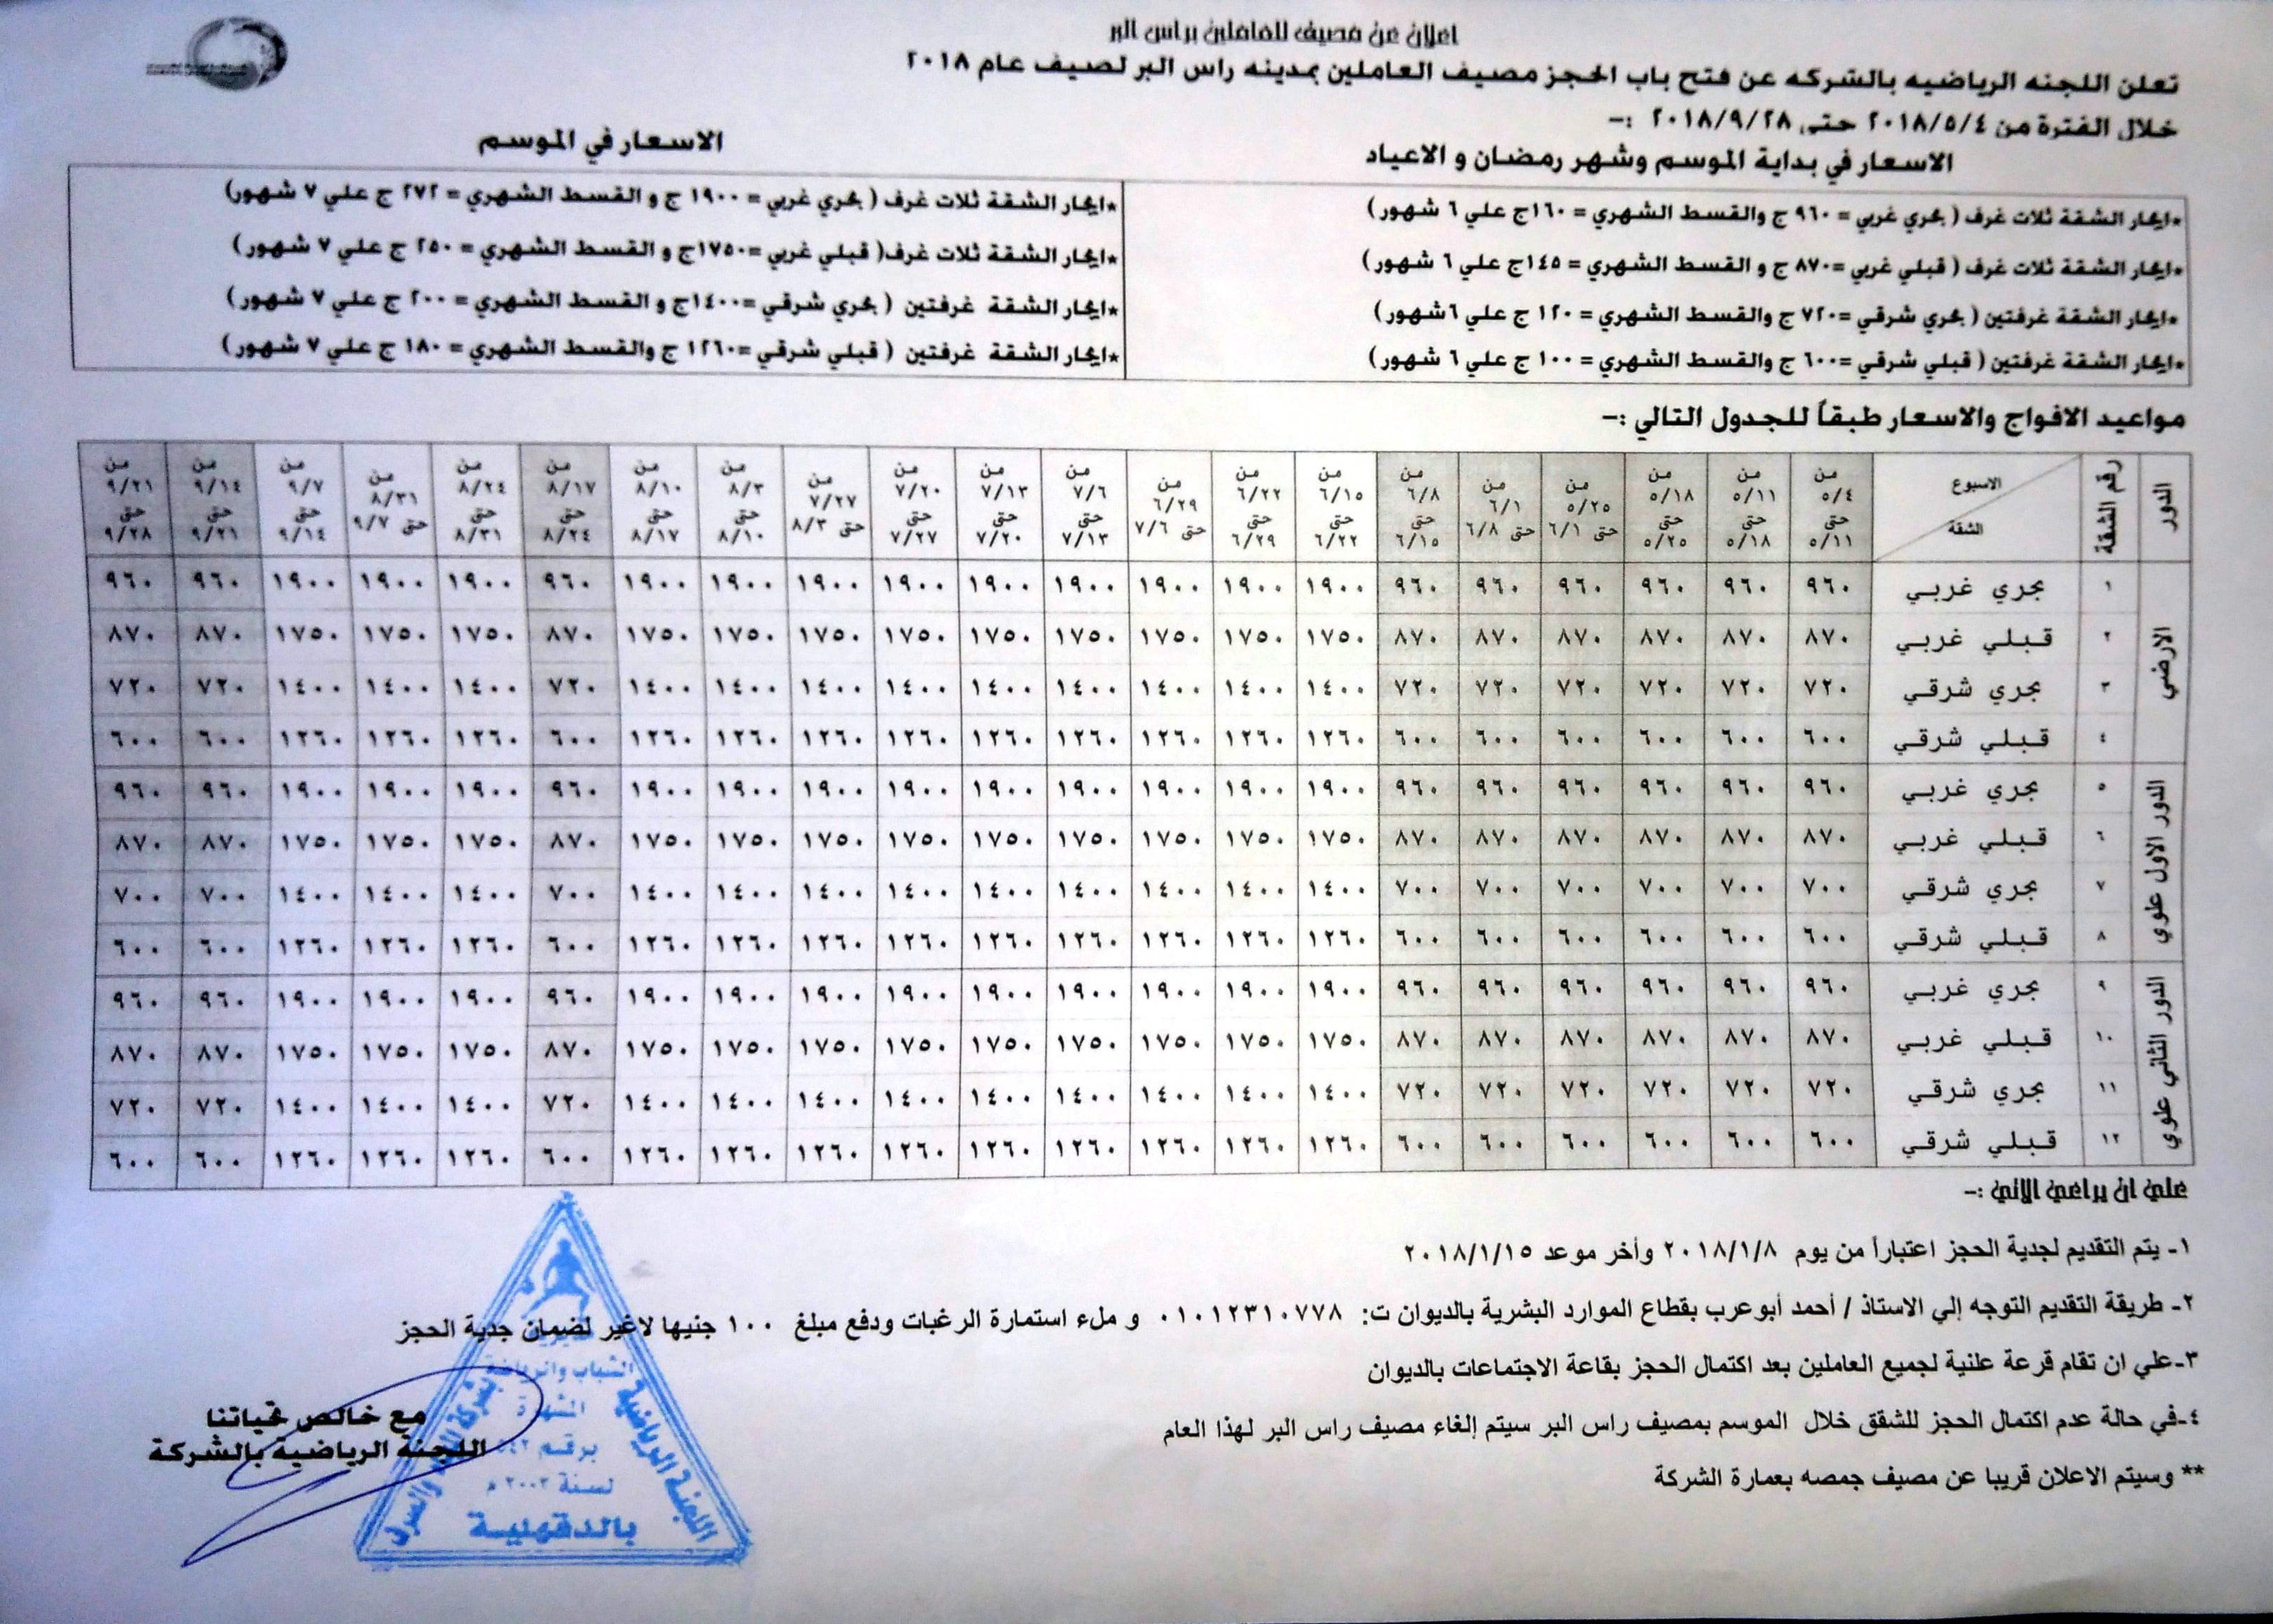 اعلان عن مصيف للعاملين براس البر
تعلن اللجنه الرياضيه بالشركه عن فتح باب الحجز مصيف العاملين بمدينه راس البر لصيف عام ٢٠١٨
خلال الفترة من ٢٠١٨/٥/٤ حتى ٢٠١٨/٩/٢٨ :-
الاسعار في بداية الموسم وشهر رمضان و الاعياد
*ايجار الشقة ثلاث غرف ( بحري غربي = ٩٦٠ ج والقسط الشهري = ١٦٠ج علي ٦ شهور)
*ايجار الشقة ثلاث غرف ( قبلي غربي =٨٧٠ ج و القسط الشهري = ١٤٥ج علي ٦ شهور)
*ايجار الشقة غرفتين ( بحري شرقي =٧٢٠ ج والقسط الشهري = ١٢٠ ج علي ٦ شهور)
*ايجار الشقة غرفتين ( قبلي شرقي =٦٠٠ ج والقسط الشهري = ١٠٠ ج علي ٦ شهور)
الاسعار في الموسم
*ايجار الشقة ثلاث غرف ( بحري غربي = ١٩٠٠ ج و القسط الشهري = ٢٧٢ ج علي ٧ شهور)
*ايجار الشقة ثلاث غرف( قبلي غربي =١٧٥٠ج و القسط الشهري = ٢٥٠ ج علي ٧ شهور)
*ايجار الشقة غرفتين ( بحري شرقي =١٤٠٠ج و القسط الشهري = ٢٠٠ ج علي ٧ شهور)
*ايجار الشقة غرفتين ( قبلي شرقي =١٢٦٠ ج والقسط الشهري = ١٨٠ ج علي ٧ شهور)
مواعيد الافواج والاسعار طبقاً للجدول التالي :-
الدور رقم الشقة الاسبوع الشقة من ٥/٤ حتى ٥/١١ من ٥/١١ حتى ٥/١٨ من ٥/١٨ حتى ٥/٢٥ من ٥/٢٥ حتى ٦/١ من ٦/١ حتى ٦/٨ من ٦/٨ حتى ٦/١٥ من ٦/١٥ حتى ٦/٢٢ من ٦/٢٢ حتى ٦/٢٩ من ٦/٢٩ حتى ٧/٦ من ٧/٦ حتى ٧/١٣ من ٧/١٣ حتى ٧/٢٠ من ٧/٢٠ حتى ٧/٢٧ من ٧/٢٧ حتى ٨/٣ من ٨/٣ حتى ٨/١٠ من ٨/١٠ حتى ٨/١٧ من ٨/١٧ حتى ٨/٢٤ من ٨/٢٤ حتى ٨/٣١ من ٨/٣١ حتى ٩/٧ من ٩/٧ حتى ٩/١٤ من ٩/١٤ حتى ٩/٢١ من ٩/٢١ حتى ٩/٢٨
الارضي
١ بحري غربي ٩٦٠ ٩٦٠ ٩٦٠ ٩٦٠ ٩٦٠ ٩٦٠ ١٩٠٠ ١٩٠٠ ١٩٠٠ ١٩٠٠ ١٩٠٠ ١٩٠٠ ١٩٠٠ ١٩٠٠ ١٩٠٠ ٩٦٠ ١٩٠٠ ١٩٠٠ ١٩٠٠ ٩٦٠ ٩٦٠
٢ قبلي غربي ٨٧٠ ٨٧٠ ٨٧٠ ٨٧٠ ٨٧٠ ٨٧٠ ١٧٥٠ ١٧٥٠ ١٧٥٠ ١٧٥٠ ١٧٥٠ ١٧٥٠ ١٧٥٠ ١٧٥٠ ١٧٥٠ ٨٧٠ ١٧٥٠ ١٧٥٠ ١٧٥٠ ٨٧٠ ٨٧٠
٣ بحري شرقي ٧٢٠ ٧٢٠ ٧٢٠ ٧٢٠ ٧٢٠ ٧٢٠ ١٤٠٠ ١٤٠٠ ١٤٠٠ ١٤٠٠ ١٤٠٠ ١٤٠٠ ١٤٠٠ ١٤٠٠ ١٤٠٠ ٧٢٠ ١٤٠٠ ١٤٠٠ ١٤٠٠ ٧٢٠ ٧٢٠
٤ قبلي شرقي ٦٠٠ ٦٠٠ ٦٠٠ ٦٠٠ ٦٠٠ ٦٠٠ ١٢٦٠ ١٢٦٠ ١٢٦٠ ١٢٦٠ ١٢٦٠ ١٢٦٠ ١٢٦٠ ١٢٦٠ ١٢٦٠ ٦٠٠ ١٢٦٠ ١٢٦٠ ١٢٦٠ ٦٠٠ ٦٠٠
الدور الاول علوي
٥ بحري غربي ٩٦٠ ٩٦٠ ٩٦٠ ٩٦٠ ٩٦٠ ٩٦٠ ١٩٠٠ ١٩٠٠ ١٩٠٠ ١٩٠٠ ١٩٠٠ ١٩٠٠ ١٩٠٠ ١٩٠٠ ١٩٠٠ ٩٦٠ ١٩٠٠ ١٩٠٠ ١٩٠٠ ٩٦٠ ٩٦٠
٦ قبلي غربي ٨٧٠ ٨٧٠ ٨٧٠ ٨٧٠ ٨٧٠ ٨٧٠ ١٧٥٠ ١٧٥٠ ١٧٥٠ ١٧٥٠ ١٧٥٠ ١٧٥٠ ١٧٥٠ ١٧٥٠ ١٧٥٠ ٨٧٠ ١٧٥٠ ١٧٥٠ ١٧٥٠ ٨٧٠ ٨٧٠
٧ بحري شرقي ٧٠٠ ٧٠٠ ٧٠٠ ٧٠٠ ٧٠٠ ٧٠٠ ١٤٠٠ ١٤٠٠ ١٤٠٠ ١٤٠٠ ١٤٠٠ ١٤٠٠ ١٤٠٠ ١٤٠٠ ١٤٠٠ ٧٠٠ ١٤٠٠ ١٤٠٠ ١٤٠٠ ٧٠٠ ٧٠٠
٨ قبلي شرقي ٦٠٠ ٦٠٠ ٦٠٠ ٦٠٠ ٦٠٠ ٦٠٠ ١٢٦٠ ١٢٦٠ ١٢٦٠ ١٢٦٠ ١٢٦٠ ١٢٦٠ ١٢٦٠ ١٢٦٠ ١٢٦٠ ٦٠٠ ١٢٦٠ ١٢٦٠ ١٢٦٠ ٦٠٠ ٦٠٠
الدور الثاني علوي
٩ بحري غربي ٩٦٠ ٩٦٠ ٩٦٠ ٩٦٠ ٩٦٠ ٩٦٠ ١٩٠٠ ١٩٠٠ ١٩٠٠ ١٩٠٠ ١٩٠٠ ١٩٠٠ ١٩٠٠ ١٩٠٠ ١٩٠٠ ٩٦٠ ١٩٠٠ ١٩٠٠ ١٩٠٠ ٩٦٠ ٩٦٠
١٠ قبلي غربي ٨٧٠ ٨٧٠ ٨٧٠ ٨٧٠ ٨٧٠ ٨٧٠ ١٧٥٠ ١٧٥٠ ١٧٥٠ ١٧٥٠ ١٧٥٠ ١٧٥٠ ١٧٥٠ ١٧٥٠ ١٧٥٠ ٨٧٠ ١٧٥٠ ١٧٥٠ ١٧٥٠ ٨٧٠ ٨٧٠
١١ بحري شرقي ٧٢٠ ٧٢٠ ٧٢٠ ٧٢٠ ٧٢٠ ٧٢٠ ١٤٠٠ ١٤٠٠ ١٤٠٠ ١٤٠٠ ١٤٠٠ ١٤٠٠ ١٤٠٠ ١٤٠٠ ١٤٠٠ ٧٢٠ ١٤٠٠ ١٤٠٠ ١٤٠٠ ٧٢٠ ٧٢٠
١٢ قبلي شرقي ٦٠٠ ٦٠٠ ٦٠٠ ٦٠٠ ٦٠٠ ٦٠٠ ١٢٦٠ ١٢٦٠ ١٢٦٠ ١٢٦٠ ١٢٦٠ ١٢٦٠ ١٢٦٠ ١٢٦٠ ١٢٦٠ ٦٠٠ ١٢٦٠ ١٢٦٠ ١٢٦٠ ٦٠٠ ٦٠٠
علي ان يراعي الاتي :-
١- يتم التقديم لجدية الحجز اعتباراً من يوم ٢٠١٨/١/٨ وأخر موعد ٢٠١٨/١/١٥
٢- طريقة التقديم التوجه إلي الاستاذ / أحمد أبوعرب بقطاع الموارد البشرية بالديوان ت: ٠١٠١٢٣١٠٧٧٨ و ملء استمارة الرغبات ودفع مبلغ ١٠٠ جنيها لاغير لضمان جدية الحجز
٣-علي ان تقام قرعة علنية لجميع العاملين بعد اكتمال الحجز بقاعة الاجتماعات بالديوان
٤-في حالة عدم اكتمال الحجز للشقق خلال الموسم بمصيف راس البر سيتم إلغاء مصيف راس البر لهذا العام
** وسيتم الاعلان قريبا عن مصيف جمصه بعمارة الشركة
مع خالص تحياتنا
اللجنة الرياضية بالشركة
الشباب والرياضة
المشهرة
برقم
لسنة ٢٠٠٢ م
بالدقهلية
اللجنة الرياضية